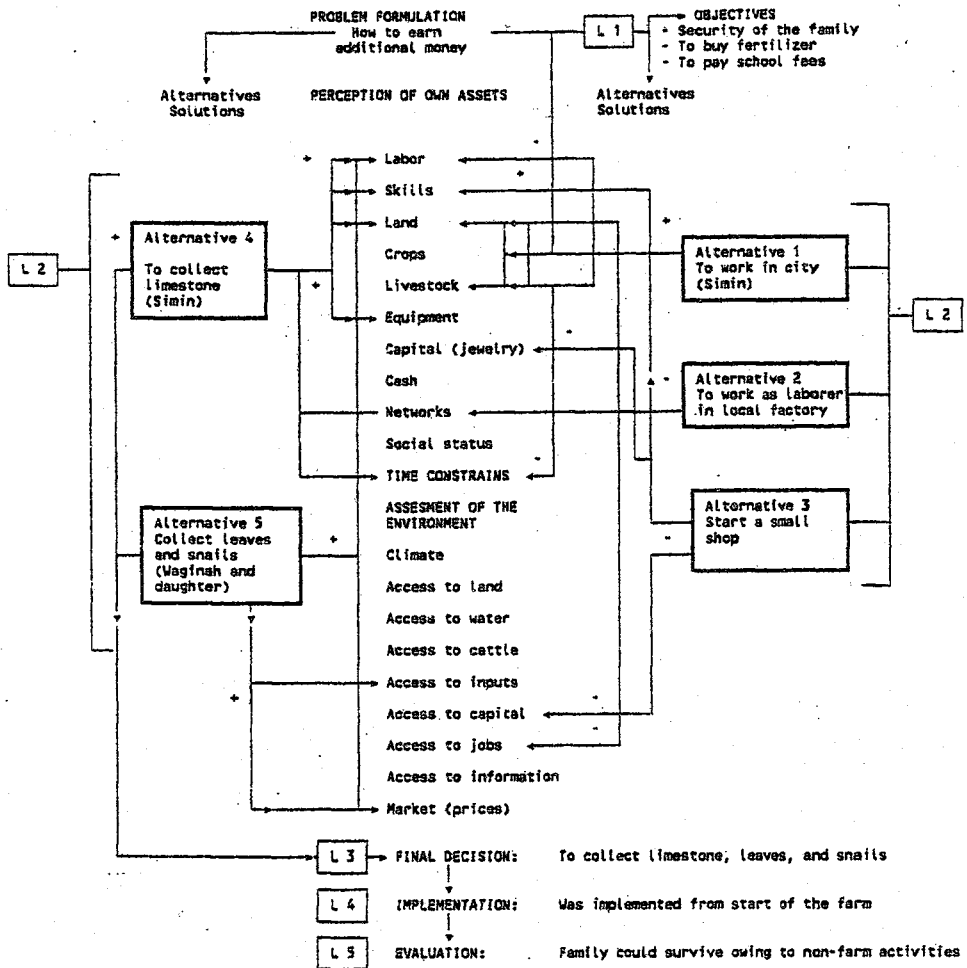 PROBLEM FORMULATION
How to earn
additional money
L 1
OBJECTIVES
+ Security of the family
- To buy fertilizer
- To pay school fees
Alternatives
Solutions
PERCEPTION OF OWN ASSETS
Alternatives
Solutions
L 2
+
Alternative 4
To collect
limestone
(Simin)
+
+
Labor
Skills
Land
Crops
Livestock
Equipment
Capital (jewelry)
Cash
Networks
Social status
TIME CONSTRAINS
-
+
-
-
+
Alternative 1
To work in city
(Simin)
L 2
-
Alternative 2
To work as laborer
in local factory
-
Alternative 3
Start a small
shop
Alternative 5
Collect leaves
and snails
(Waginah and
daughter)
+
+
ASSESMENT OF THE
ENVIRONMENT
Climate
Access to land
Access to water
Access to cattle
Access to inputs
Access to capital
Access to jobs
Access to information
Market (prices)
-
-
L 3
FINAL DECISION:
To collect limestone, leaves, and snails
L 4
IMPLEMENTATION:
Was implemented from start of the farm
L 5
EVALUATION:
Family could survive owing to non-farm activities